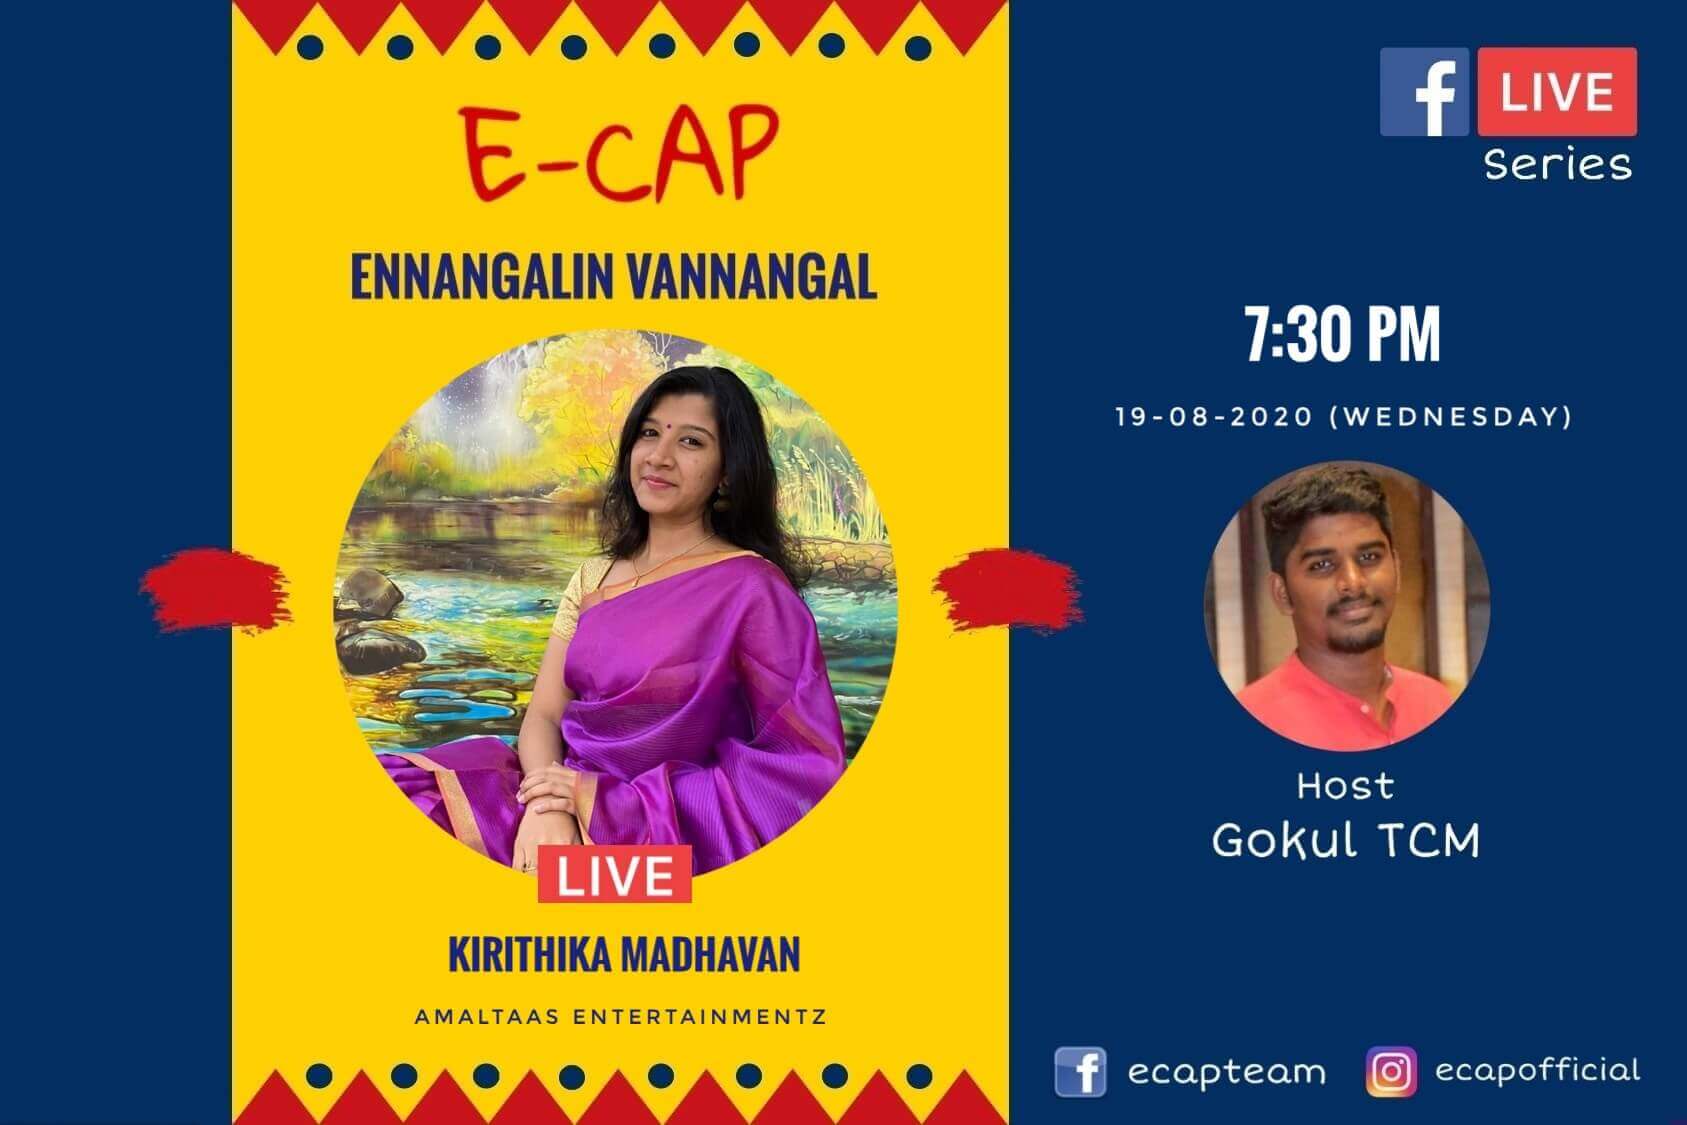 E-CAP
ENNANGALIN VANNANGAL
LIVE
KIRITHIKA MADHAVAN
AMALTAAS ENTERTAINMENTZ
f LIVE
Series
7:30 PM
19-08-2020 (WEDNESDAY)
Host
Gokul TCM
f ecapteam ecapofficial